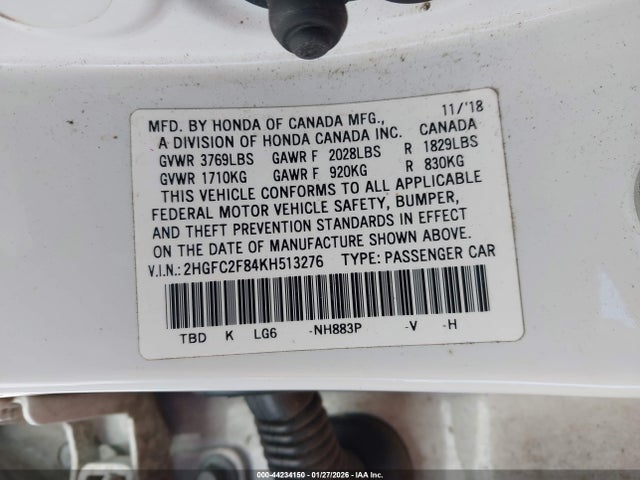 MFD. BY HONDA OF CANADA MFG., 11/'18
A DIVISION OF HONDA CANADA INC. CANADA
GVWR 3769LBS GAWR F 2028LBS R 1829LBS
GVWR 1710KG GAWR F 920KG R 830KG
THIS VEHICLE CONFORMS TO ALL APPLICABLE
FEDERAL MOTOR VEHICLE SAFETY, BUMPER,
AND THEFT PREVENTION STANDARDS IN EFFECT
ON THE DATE OF MANUFACTURE SHOWN ABOVE.
V.I.N.: 2HGFC2F84KH513276 TYPE: PASSENGER CAR
TBD K LG6 -NH883P -V -H
000-44234150 | 01/27/2026 | IAA Inc.